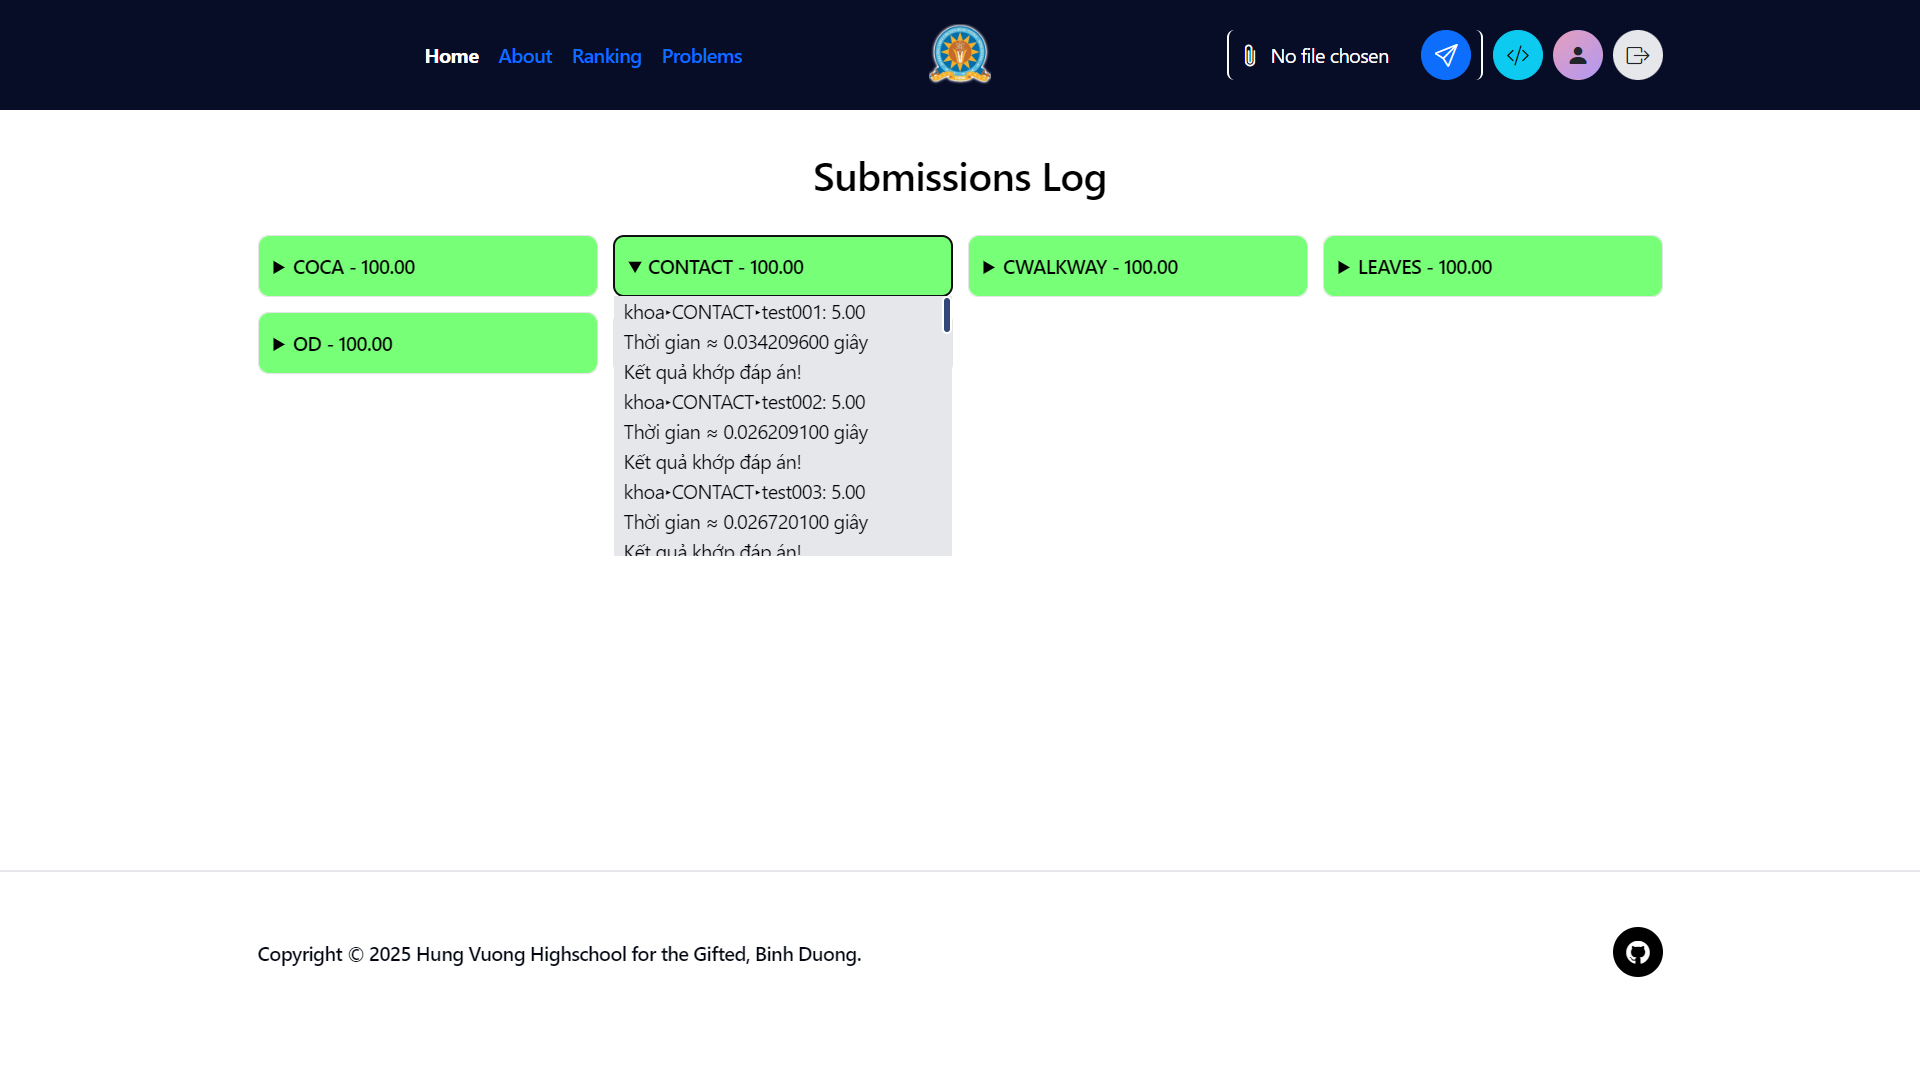 Home About Ranking Problems
No file chosen
Submissions Log
COCA - 100.00
CONTACT - 100.00
CWALKWAY - 100.00
LEAVES - 100.00
OD - 100.00
khoa‣CONTACT‣test001: 5.00
Thời gian ≈ 0.034209600 giây
Kết quả khớp đáp án!
khoa‣CONTACT‣test002: 5.00
Thời gian ≈ 0.026209100 giây
Kết quả khớp đáp án!
khoa‣CONTACT‣test003: 5.00
Thời gian ≈ 0.026720100 giây
Kết quả khớp đáp án!
Copyright © 2025 Hung Vuong Highschool for the Gifted, Binh Duong.